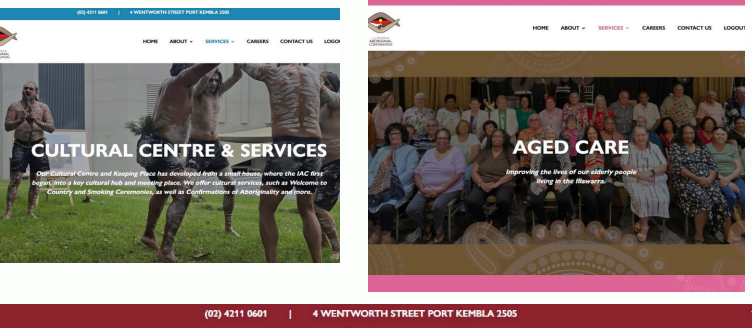 (02) 4211 0601 | 4 WENTWORTH STREET PORT KEMBLA 2505
HOME ABOUT SERVICES CAREERS CONTACT US
CULTURAL CENTRE & SERVICES
Our Cultural Centre and Keeping Place has developed from a small house, where the IAC first
began, into a key cultural hub and meeting place. We offer cultural services, such as Welcome to
Country and Smoking Ceremonies, as well as Confirmations of Aboriginality and more.
ABORIGINAL
CORPORATION
HOME ABOUT SERVICES CAREERS CONTACT US LOGOUT
AGED CARE
Improving the lives of our elderly people
living in the Illawarra.
(02) 4211 0601 | 4 WENTWORTH STREET PORT KEMBLA 2505